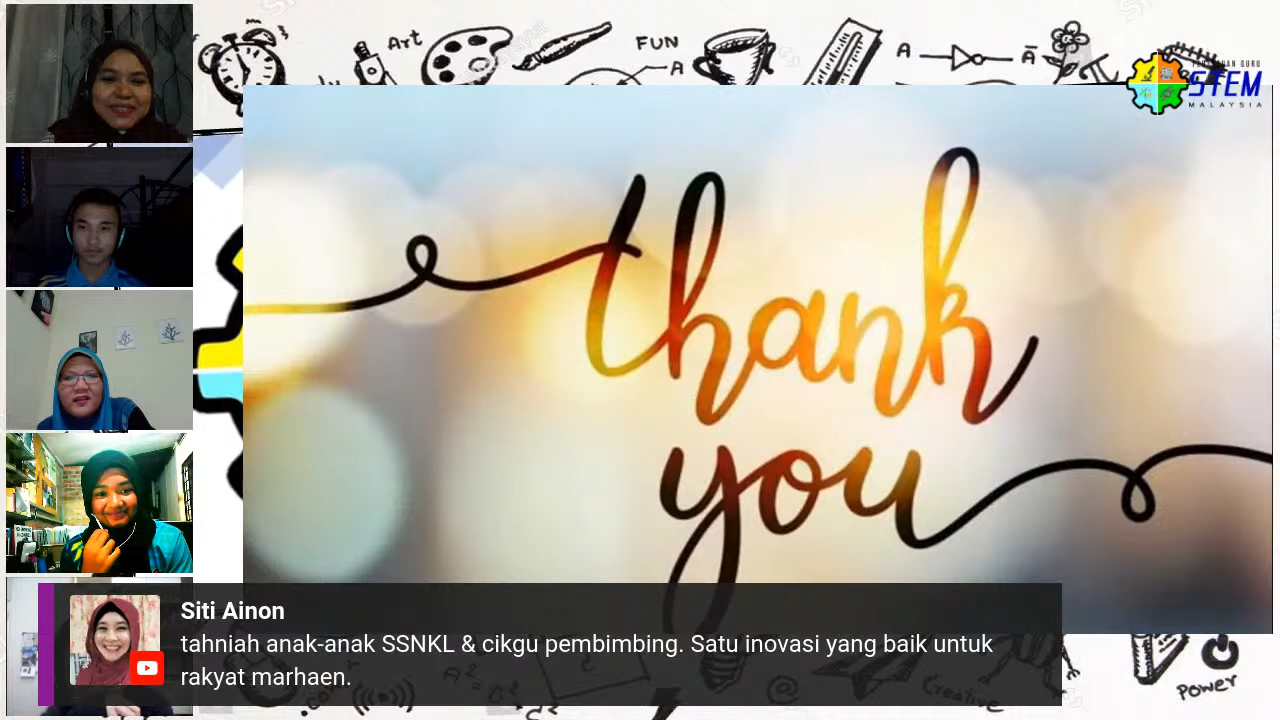 Art
FUN
A
A
A
STEM
MALAYSIA
thank
you
Siti Ainon
tahniah anak-anak SSNKL & cikgu pembimbing. Satu inovasi yang baik untuk
rakyat marhaen.
.com
Creative
POWER